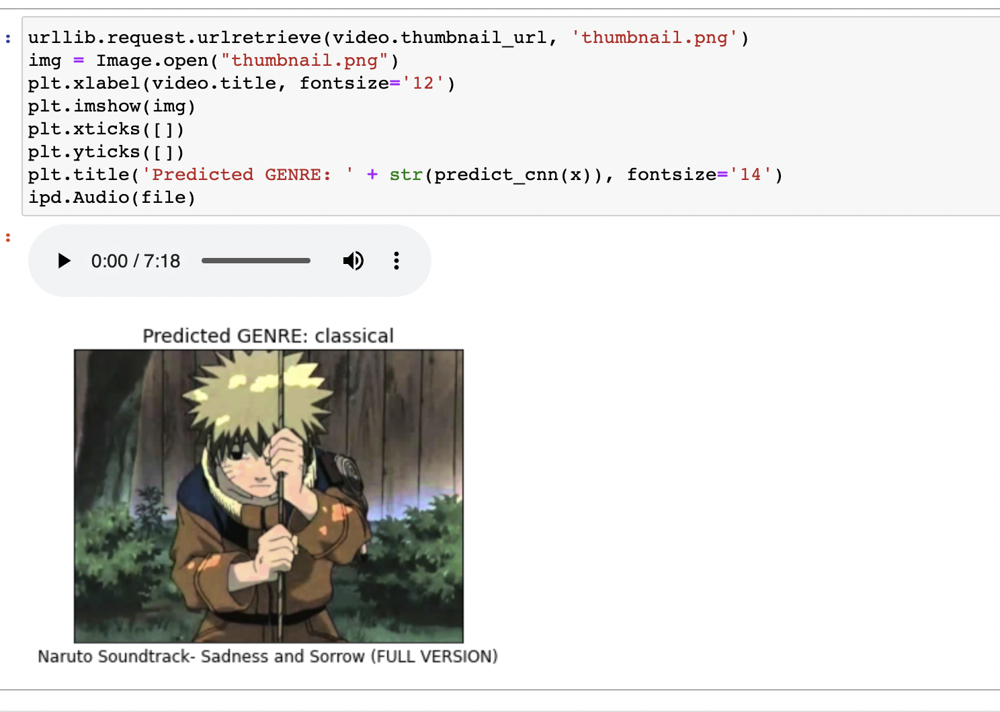 : urllib.request.urlretrieve(video.thumbnail_url, 'thumbnail.png')
img = Image.open("thumbnail.png")
plt.xlabel(video.title, fontsize='12')
plt.imshow(img)
plt.xticks([])
plt.yticks([])
plt.title('Predicted GENRE: ' + str(predict_cnn(x)), fontsize='14')
ipd.Audio(file)
:
0:00 / 7:18
Predicted GENRE: classical
Naruto Soundtrack- Sadness and Sorrow (FULL VERSION)